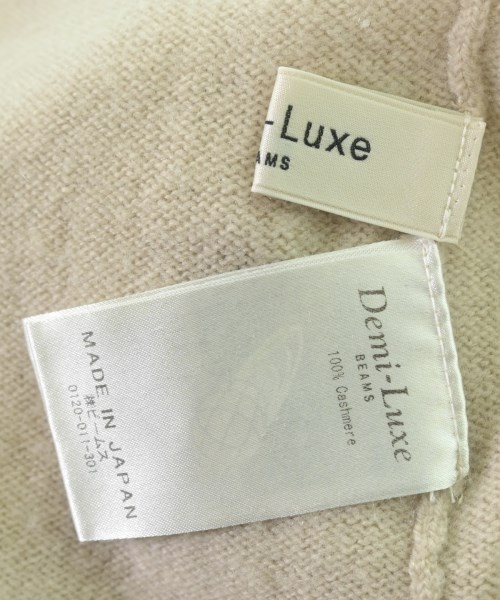 -Luxe
AMS
Demi-Luxe
BEAMS
100% Cashmere
MADE IN JAPAN
㈱ビームス
0120-011-301